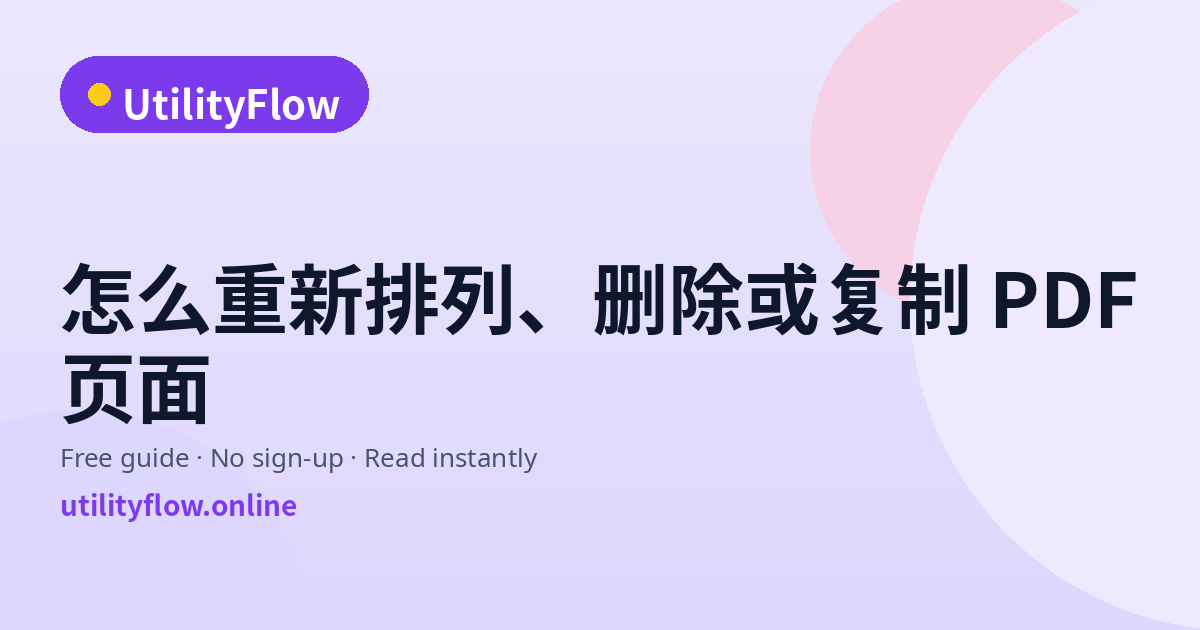 UtilityFlow
怎么重新排列、删除或复制 PDF
页面
Free guide · No sign-up · Read instantly
utilityflow.online